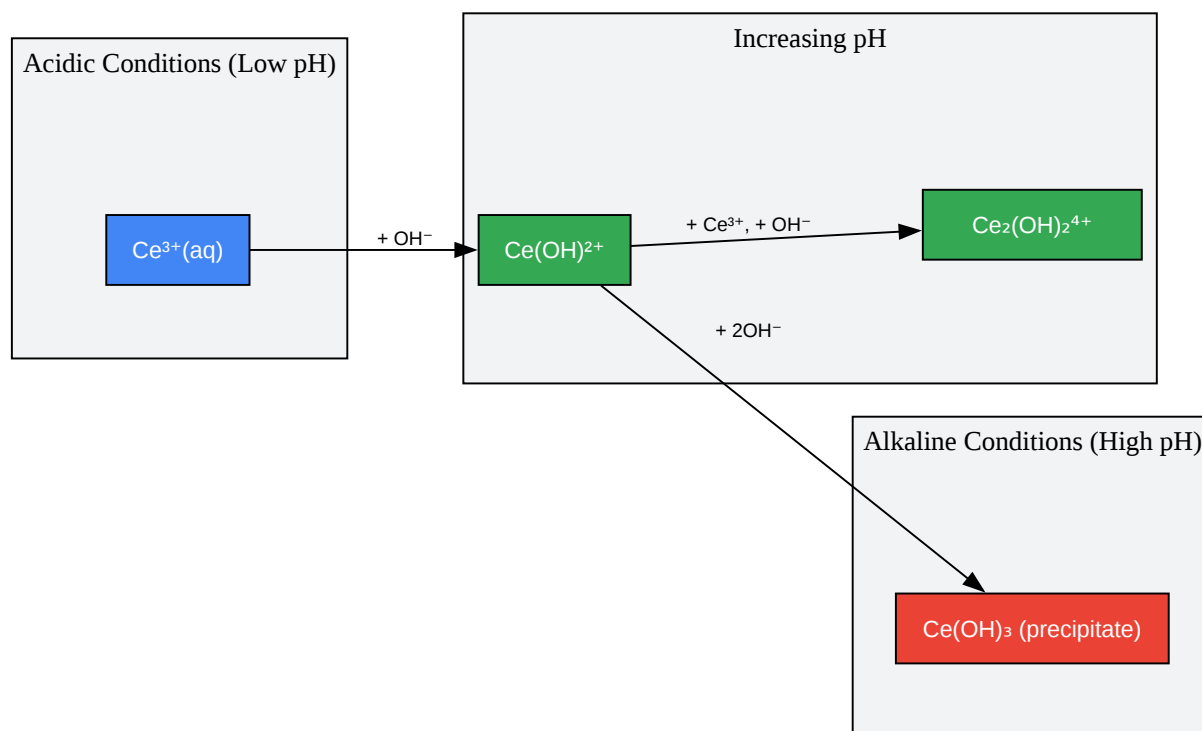 Acidic Conditions (Low pH)
Increasing pH
Ce³⁺(aq)
+ OH⁻
Ce(OH)²⁺
+ Ce³⁺, + OH⁻
Ce₂(OH)₂⁴⁺
+ 2OH⁻
Alkaline Conditions (High pH)
Ce(OH)₃ (precipitate)